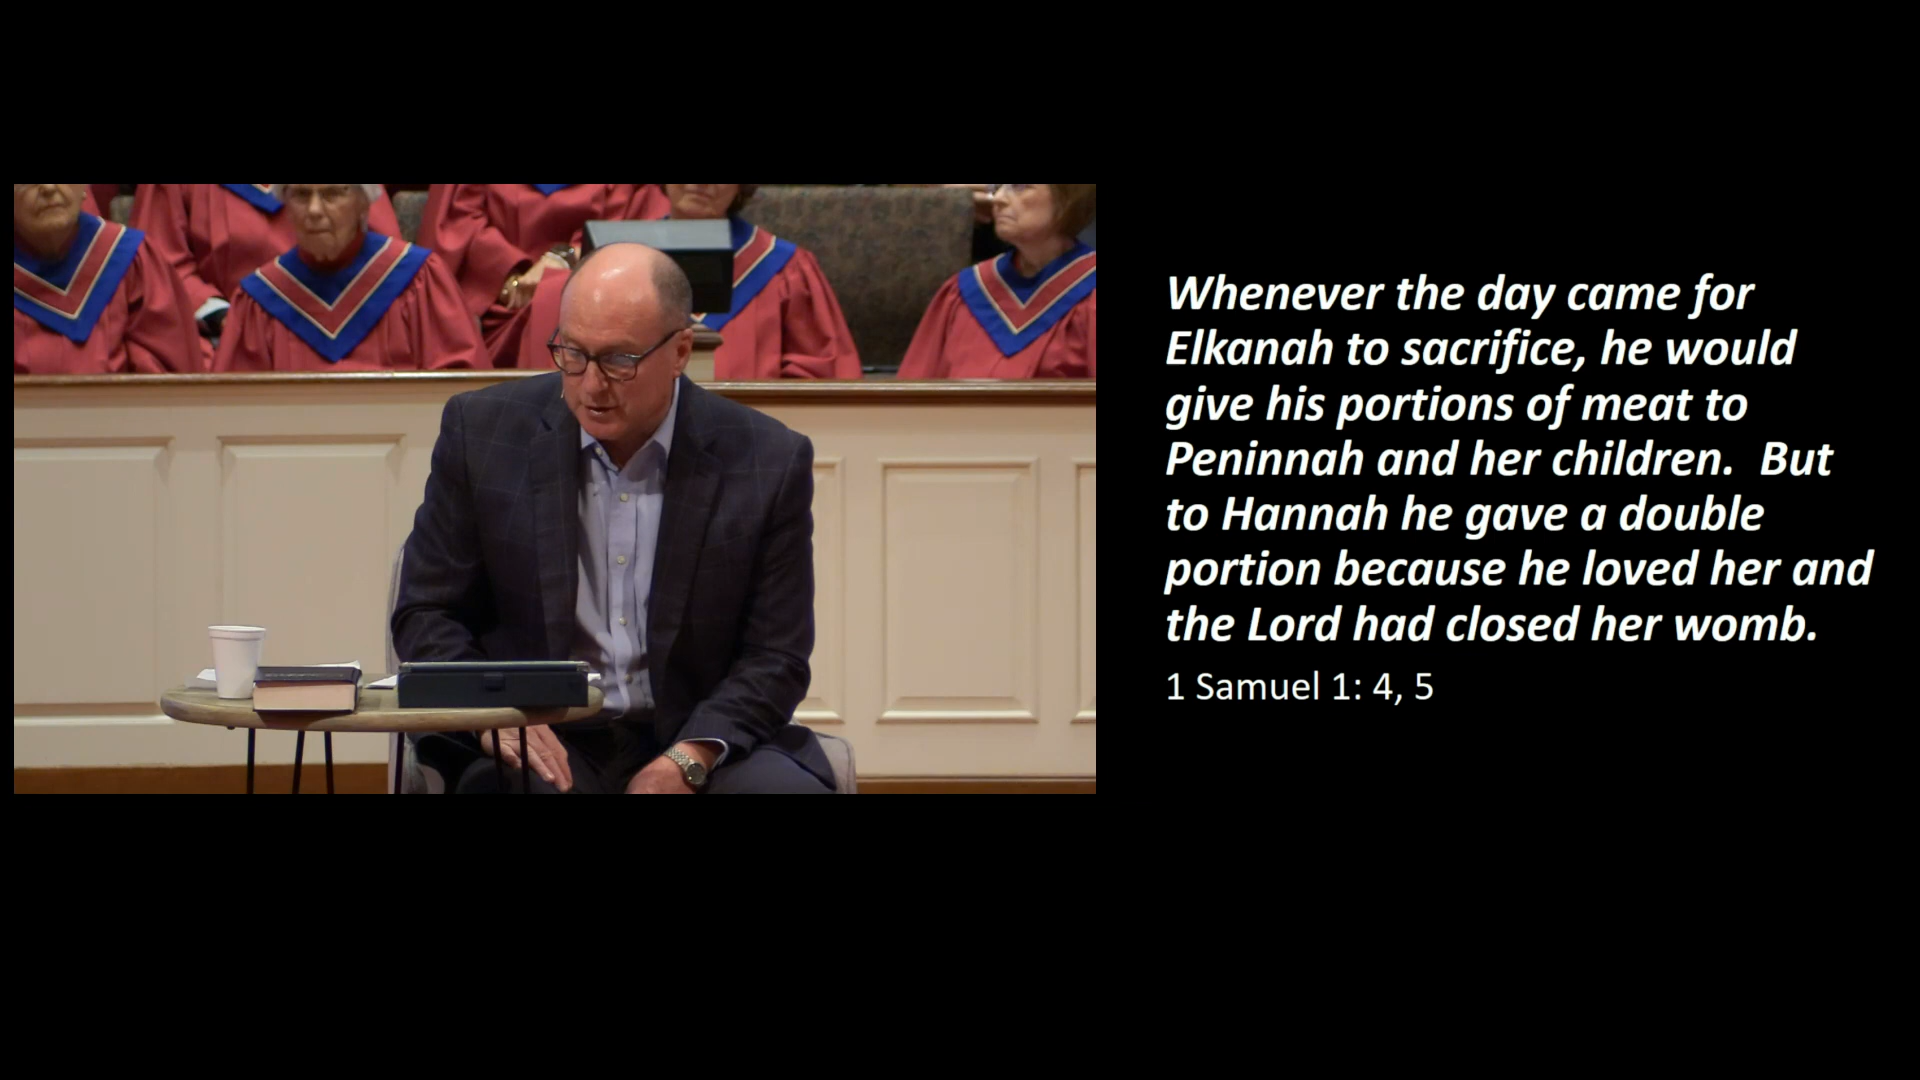 Whenever the day came for
Elkanah to sacrifice, he would
give his portions of meat to
Peninnah and her children.  But
to Hannah he gave a double
portion because he loved her and
the Lord had closed her womb.
1 Samuel 1: 4, 5